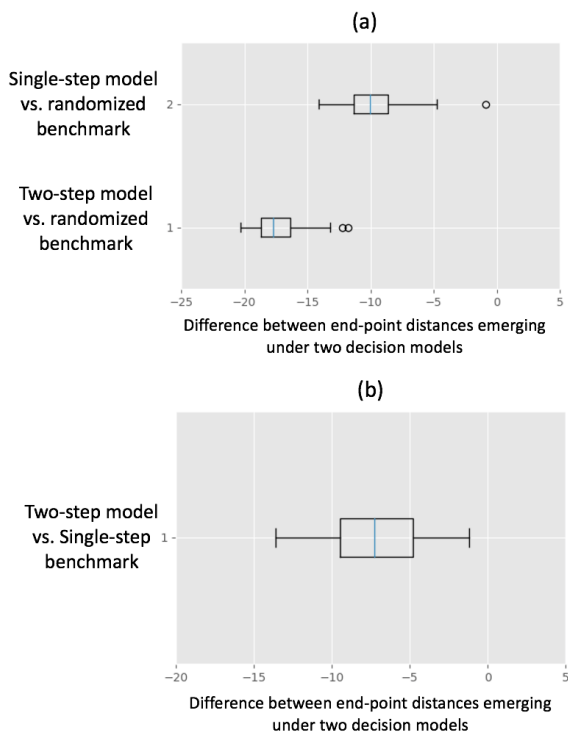 (a)
Single-step model
vs. randomized
benchmark
2
Two-step model
vs. randomized
benchmark
1
−25 −20 −15 −10 −5 0 5
Difference between end-point distances emerging
under two decision models
(b)
Two-step model
vs. Single-step
benchmark
1
−20 −15 −10 −5 0 5
Difference between end-point distances emerging
under two decision models